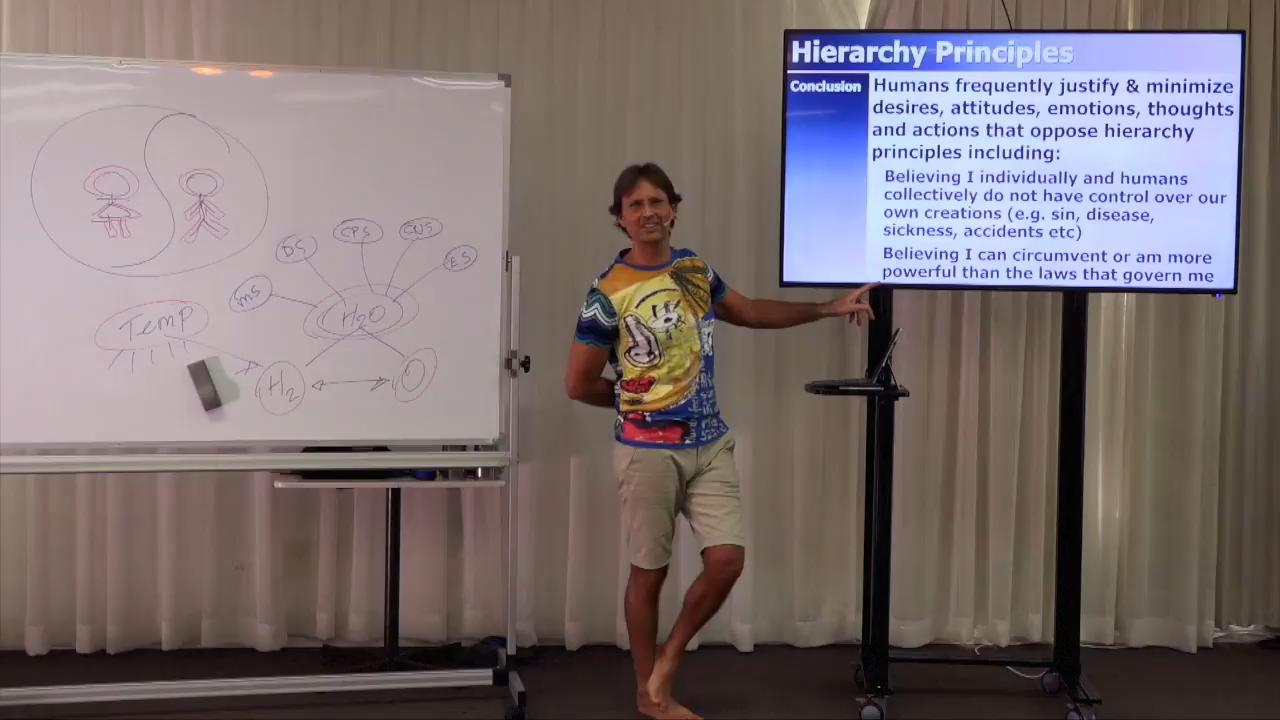 Hierarchy Principles
Conclusion
Humans frequently justify & minimize
desires, attitudes, emotions, thoughts
and actions that oppose hierarchy
principles including:
Believing I individually and humans
collectively do not have control over our
own creations (e.g. sin, disease,
sickness, accidents etc)
Believing I can circumvent or am more
powerful than the laws that govern me
DS
CPS
CNS
ES
MS
H2O
Temp
H2
O